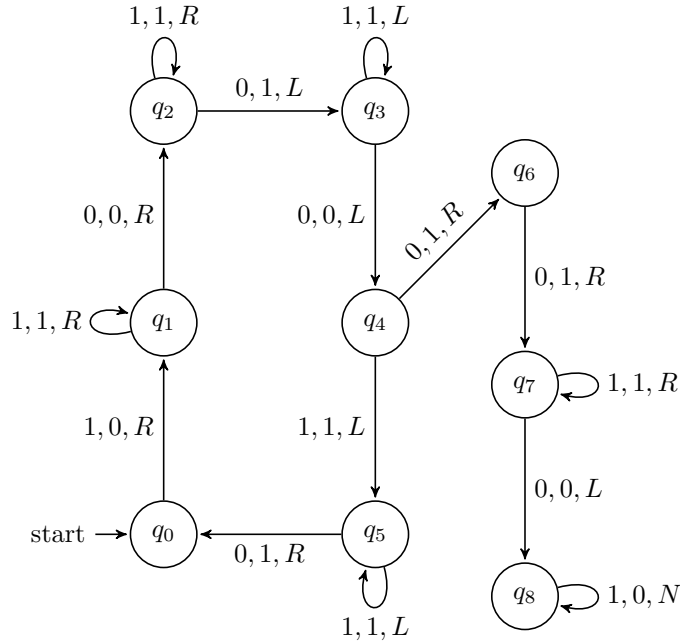 1, 1, R
1, 1, L
0, 1, L
q2
q3
q6
0, 0, R
0, 0, L
0, 1, R
0, 1, R
1, 1, R
q1
q4
q7
1, 1, R
1, 0, R
1, 1, L
0, 0, L
start
q0
q5
0, 1, R
q8
1, 0, N
1, 1, L